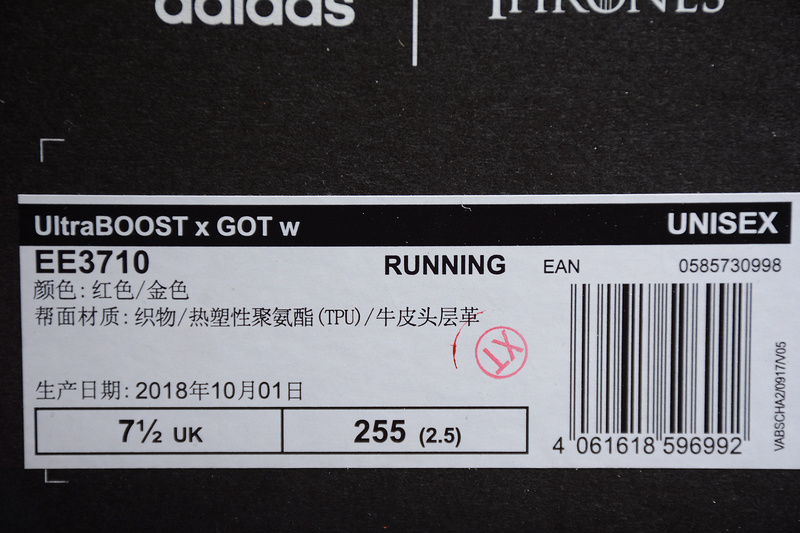 adidas
THRONES
UltraBOOST x GOT w UNISEX
EE3710 RUNNING EAN 0585730998
颜色: 红色/金色
帮面材质: 织物/热塑性聚氨酯(TPU)/牛皮头层革
XT
生产日期: 2018年10月01日
7½ UK 255 (2.5)
4 061618 596992
VABSCHA2/0917/V05